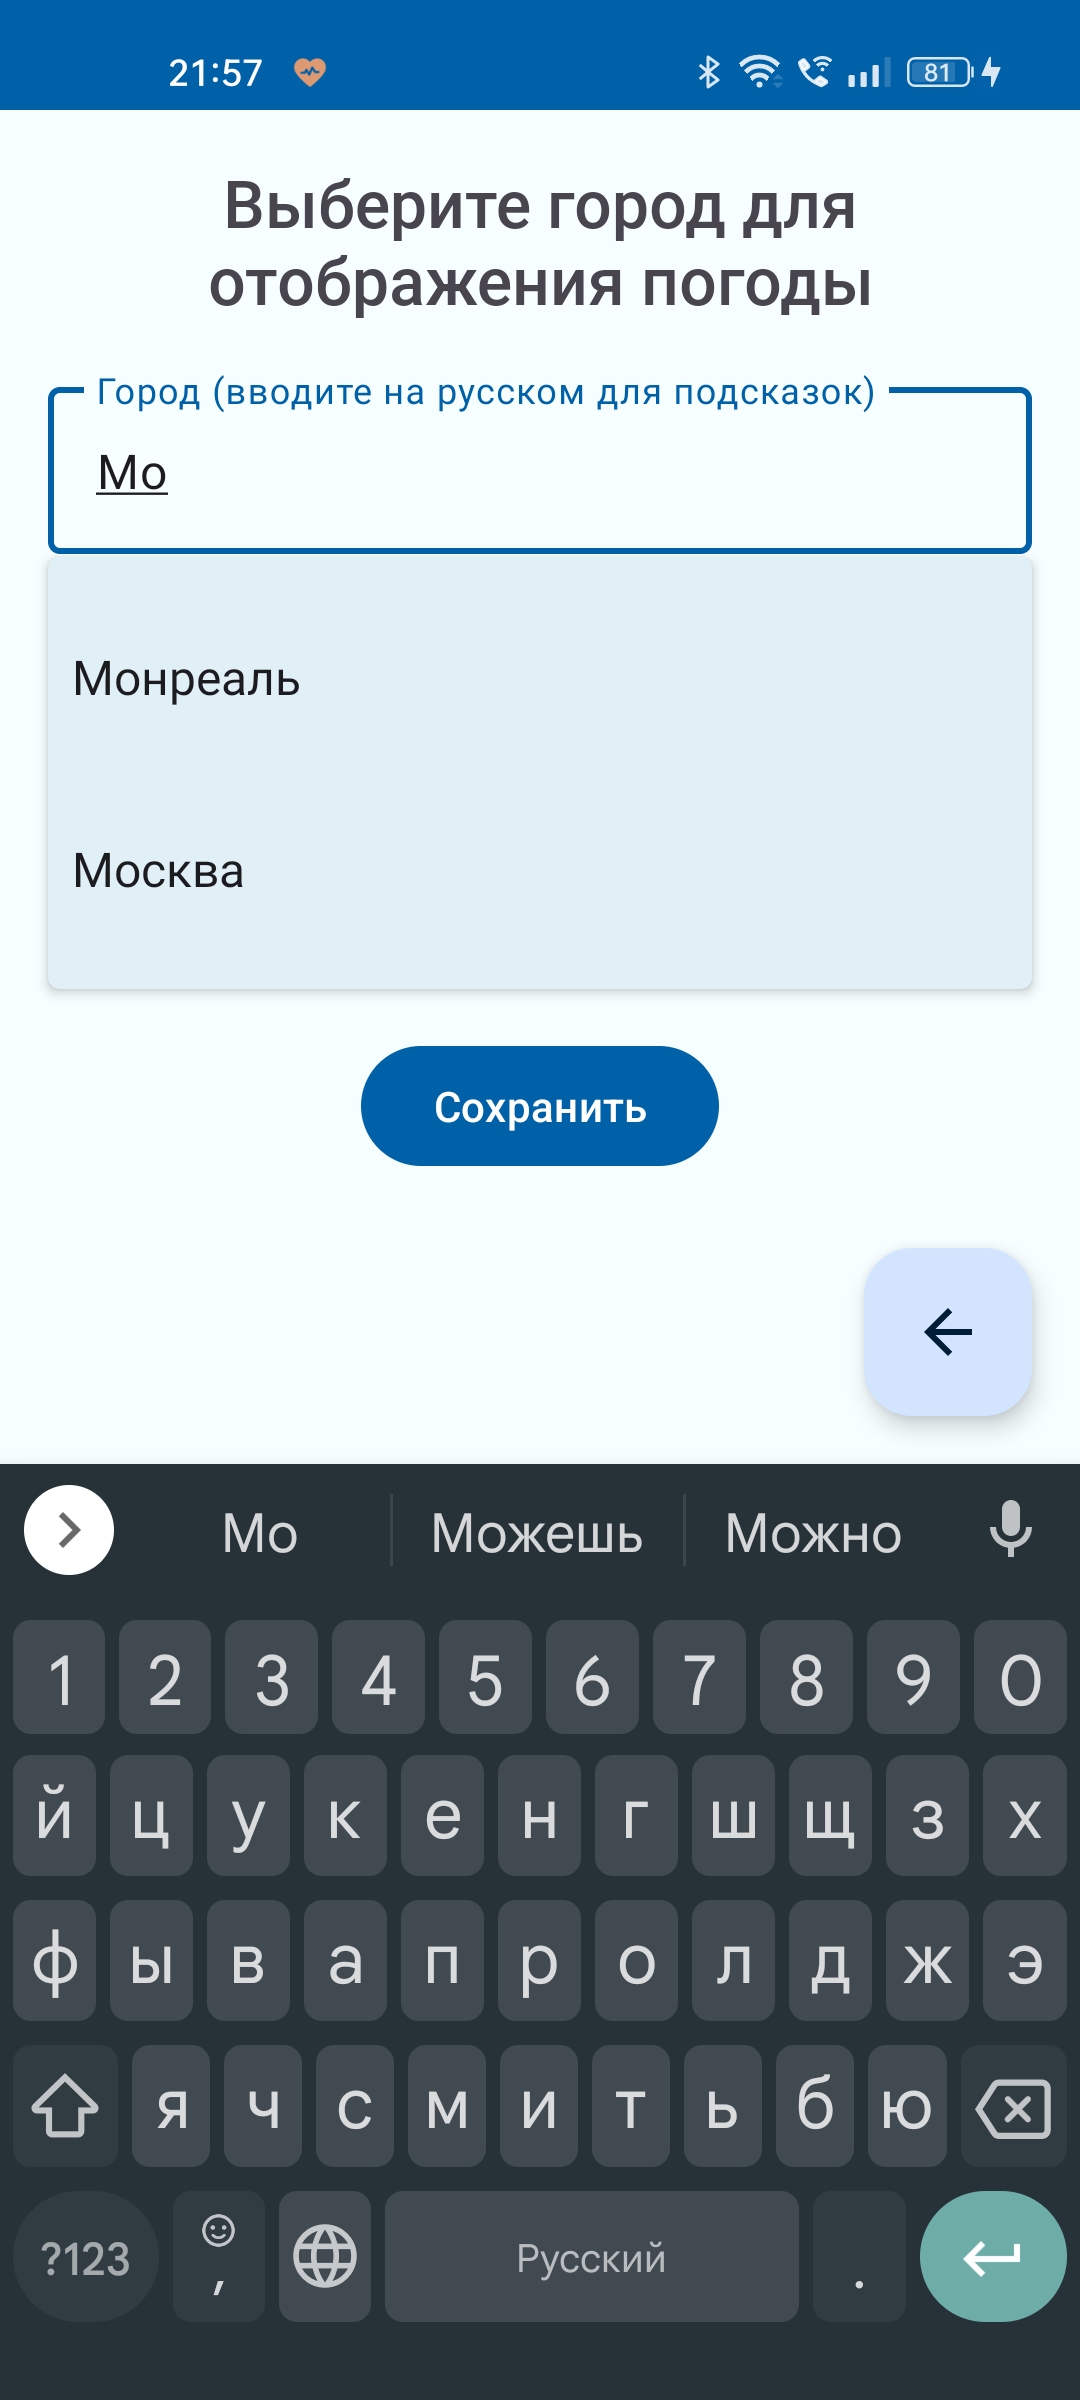 21:57
81
Выберите город для
отображения погоды
Город (вводите на русском для подсказок)
Мо
Монреаль
Москва
Сохранить
Мо Можешь Можно
1 2 3 4 5 6 7 8 9 0
й ц у к е н г ш щ з х
ф ы в а п р о л д ж э
я ч с м и т ь б ю
?123 , Русский .